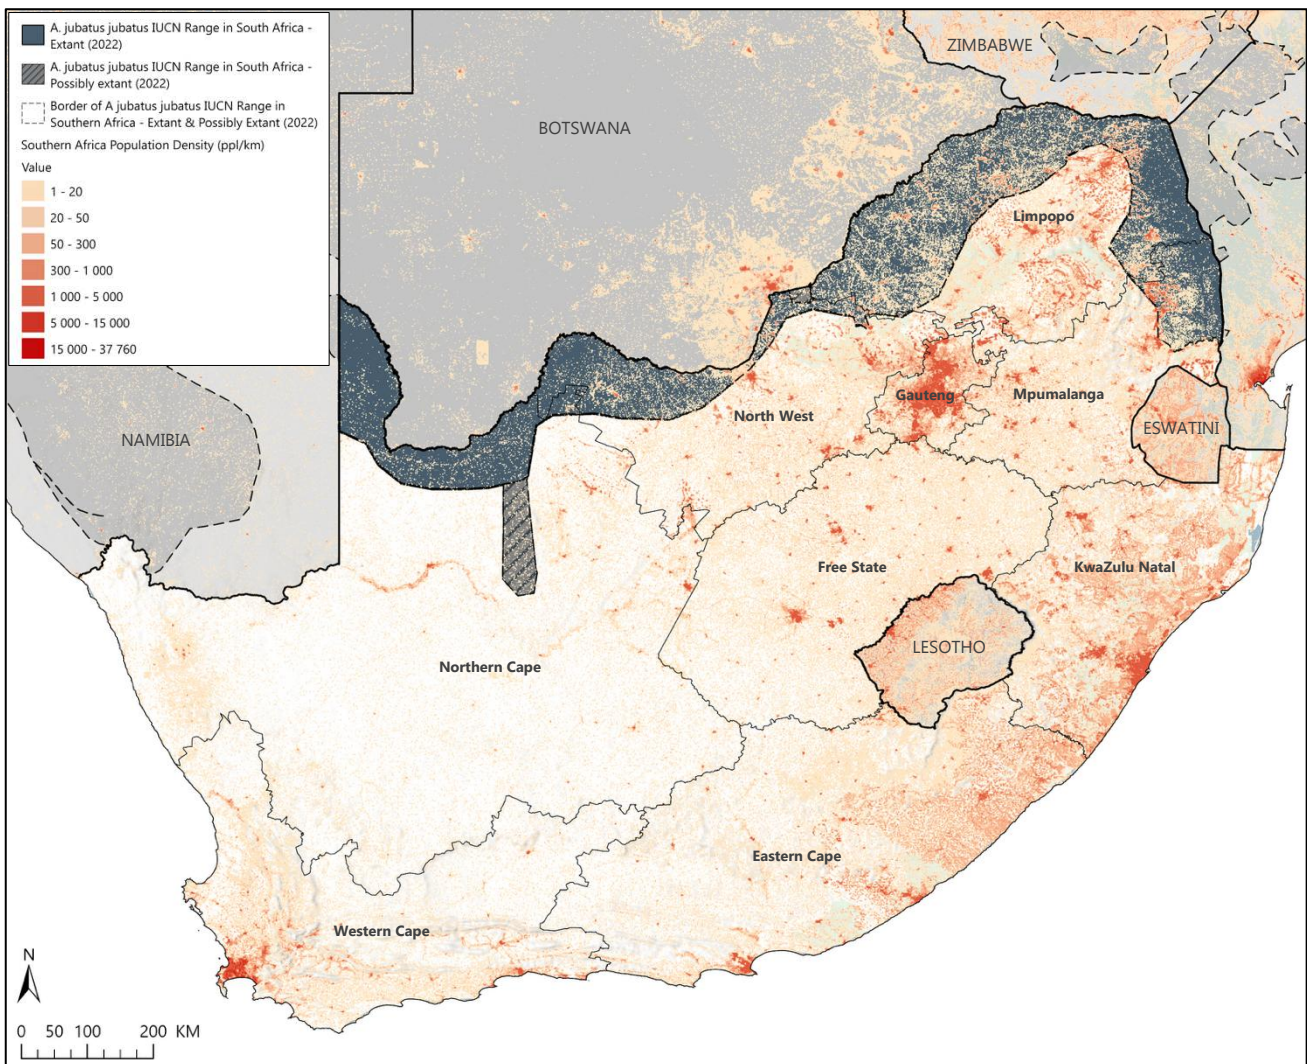 A. jubatus jubatus IUCN Range in South Africa -
Extant (2022)
A. jubatus jubatus IUCN Range in South Africa -
Possibly extant (2022)
Border of A jubatus jubatus IUCN Range in
Southern Africa - Extant & Possibly Extant (2022)
Southern Africa Population Density (ppl/km)
Value
1 - 20
20 - 50
50 - 300
300 - 1 000
1 000 - 5 000
5 000 - 15 000
15 000 - 37 760
ZIMBABWE
BOTSWANA
Limpopo
NAMIBIA
North West
Gauteng
Mpumalanga
ESWATINI
Free State
KwaZulu Natal
LESOTHO
Northern Cape
Eastern Cape
Western Cape
N
0 50 100 200 KM